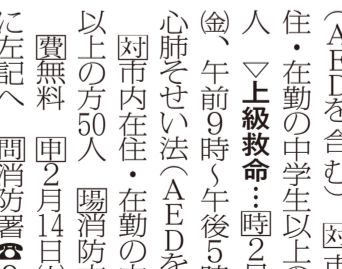 (AEDを含む) 対市
住・在勤の中学生以上の
人 ▽上級救命…時2月
㈮、午前9時～午後5時
心肺そせい法(AEDを
対市内在住・在勤の中
以上の方50人 場消防本
費無料 申2月14日
に左記へ 問消防署☎